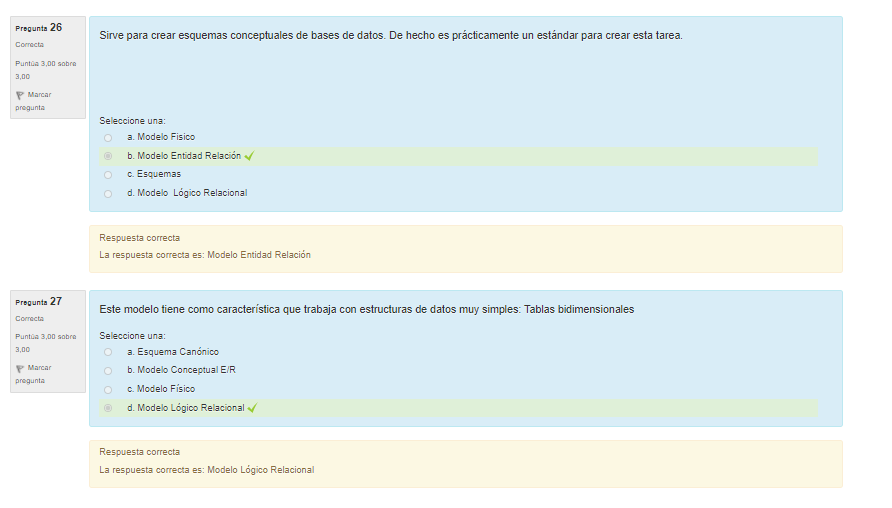 Pregunta 26
Correcta
Puntúa 3,00 sobre
3,00
Marcar
pregunta
Sirve para crear esquemas conceptuales de bases de datos. De hecho es prácticamente un estándar para crear esta tarea.
Seleccione una:
a. Modelo Fisico
b. Modelo Entidad Relación
c. Esquemas
d. Modelo Lógico Relacional
Respuesta correcta
La respuesta correcta es: Modelo Entidad Relación
Pregunta 27
Correcta
Puntúa 3,00 sobre
3,00
Marcar
pregunta
Este modelo tiene como característica que trabaja con estructuras de datos muy simples: Tablas bidimensionales
Seleccione una:
a. Esquema Canónico
b. Modelo Conceptual E/R
c. Modelo Físico
d. Modelo Lógico Relacional
Respuesta correcta
La respuesta correcta es: Modelo Lógico Relacional